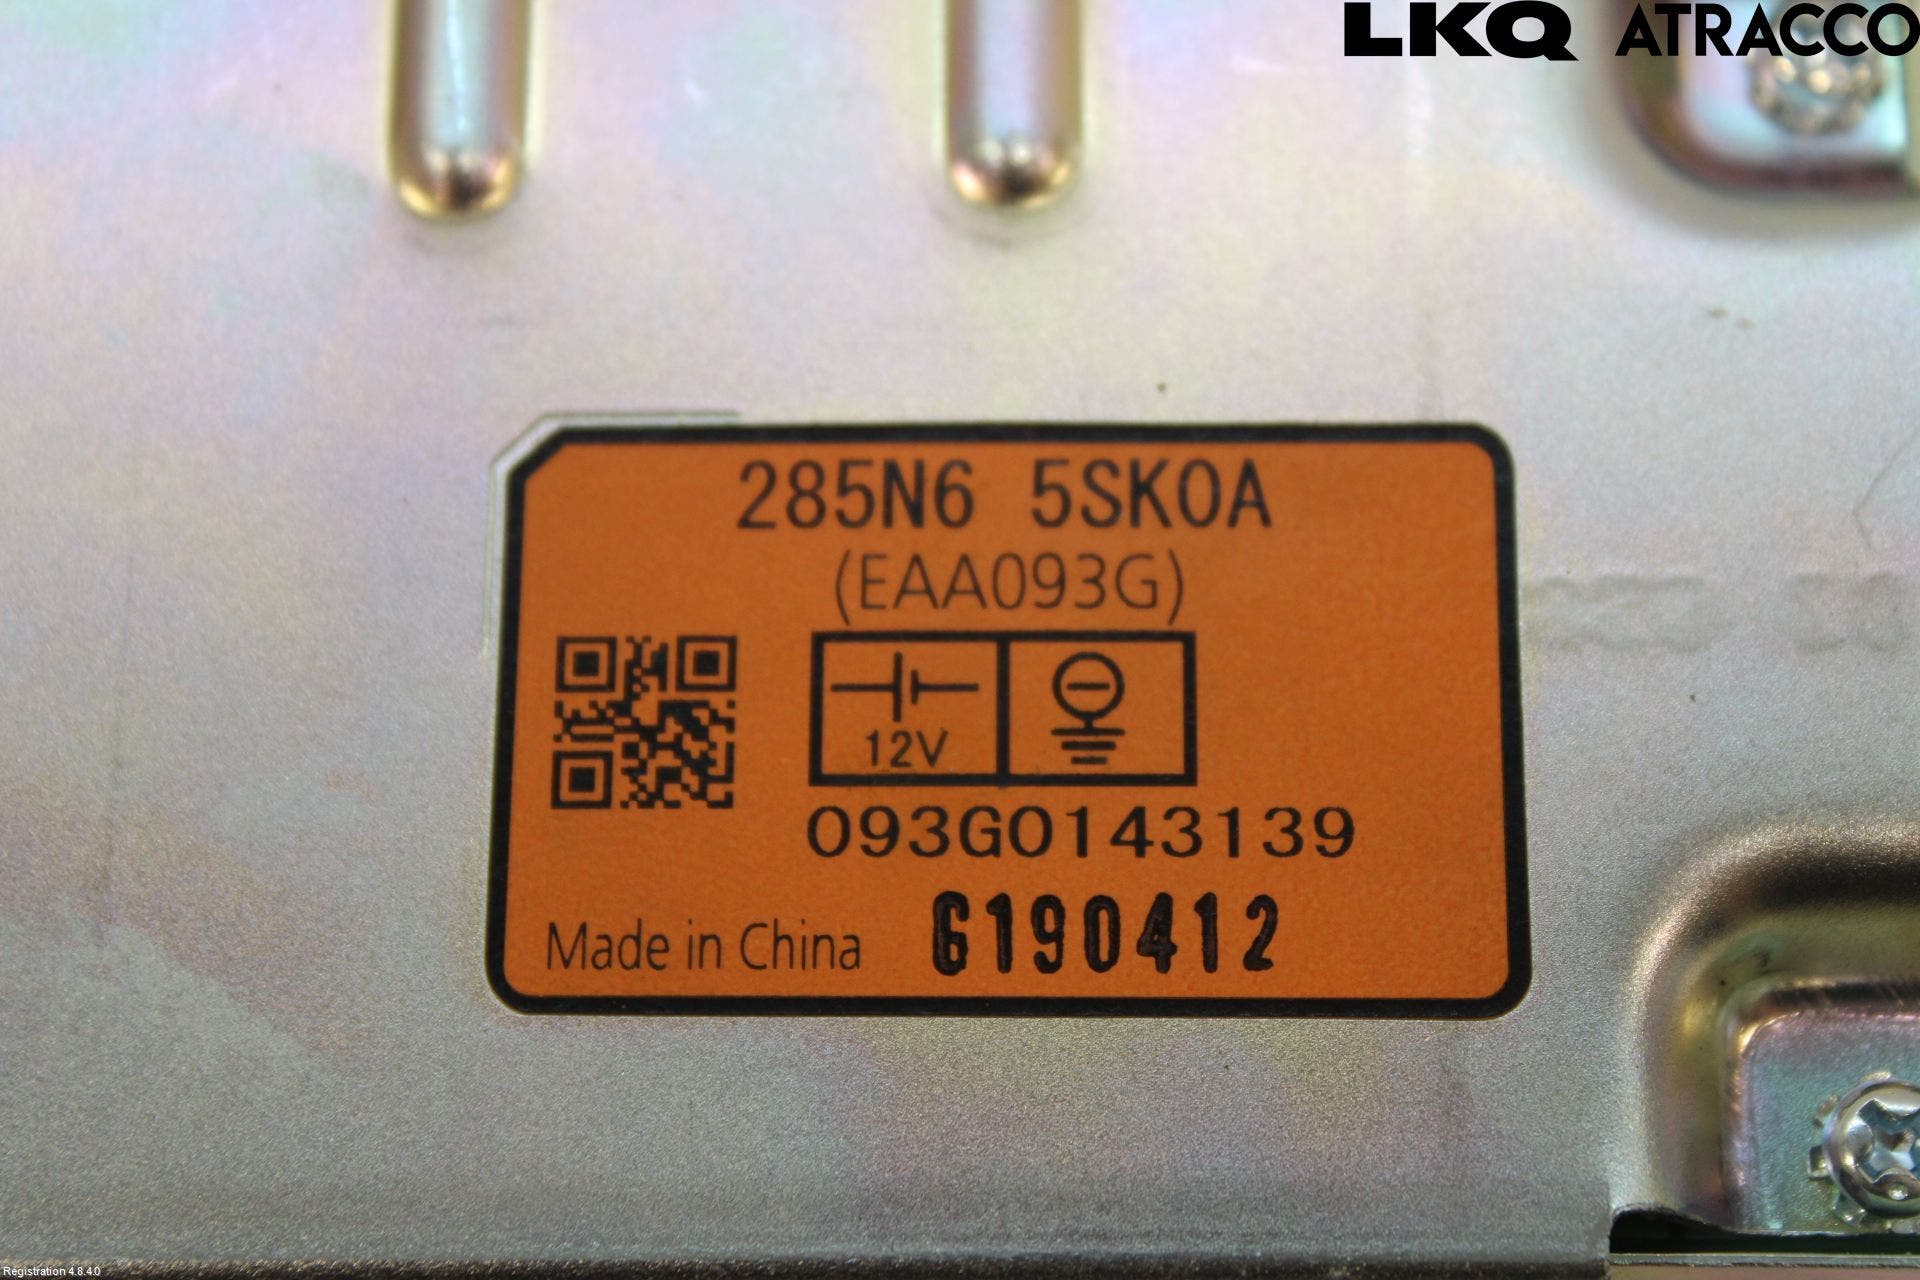 LKQ ATRACCO
285N6 5SK0A
(EAA093G)
12V
093G0143139
Made in China G190412
Registration 4.8.4.0